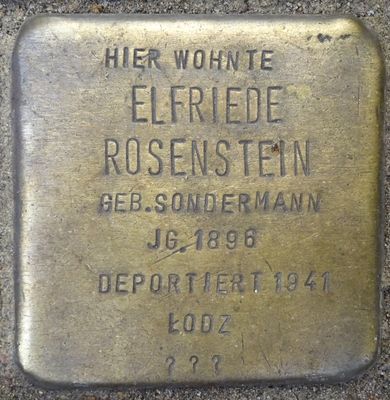 HIER WOHNTE
ELFRIEDE
ROSENSTEIN
GEB. SONDERMANN
JG. 1896
DEPORTIERT 1941
ŁODZ
? ? ?